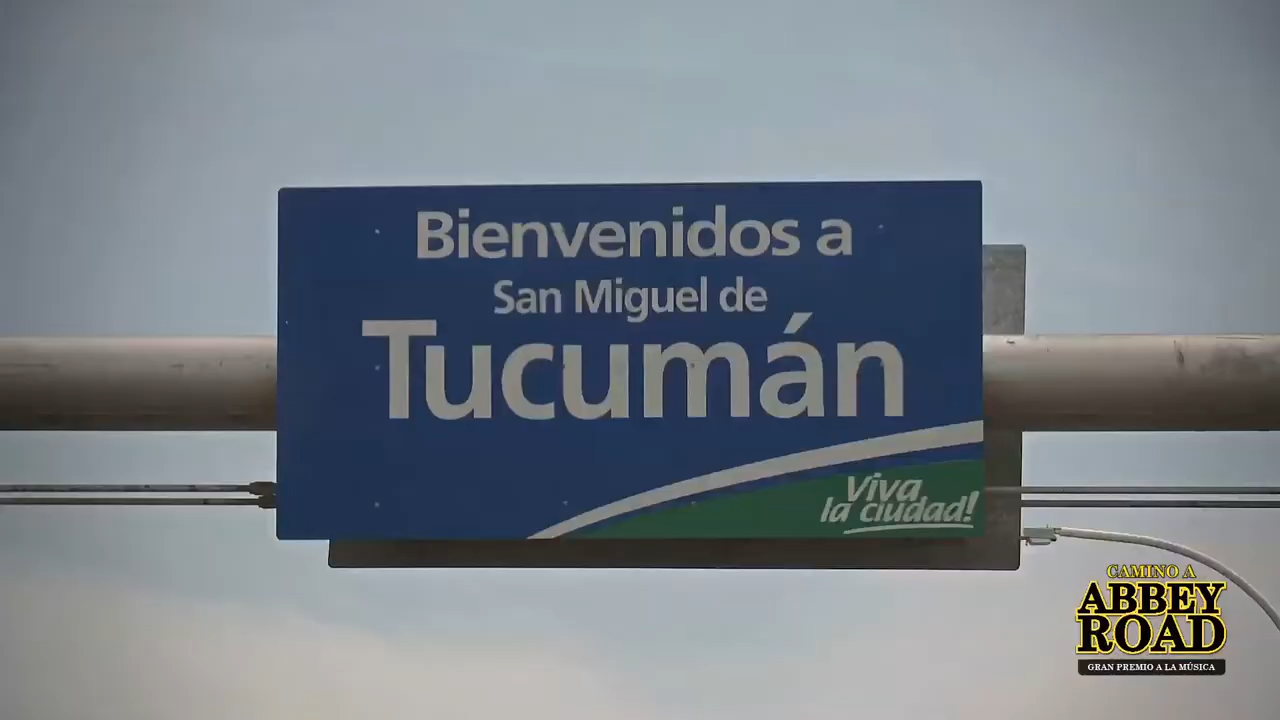 Bienvenidos a
San Miguel de
Tucumán
Viva
la ciudad!
CAMINO A
ABBEY
ROAD
GRAN PREMIO A LA MÚSICA